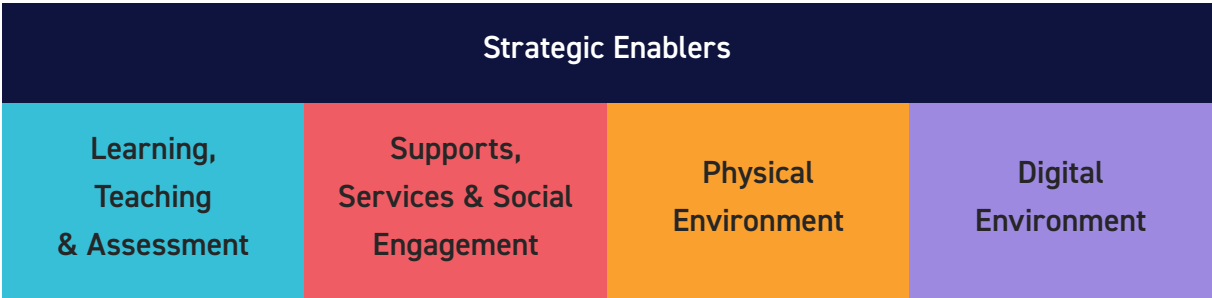 Strategic Enablers
Learning,
Teaching
& Assessment
Supports,
Services & Social
Engagement
Physical
Environment
Digital
Environment